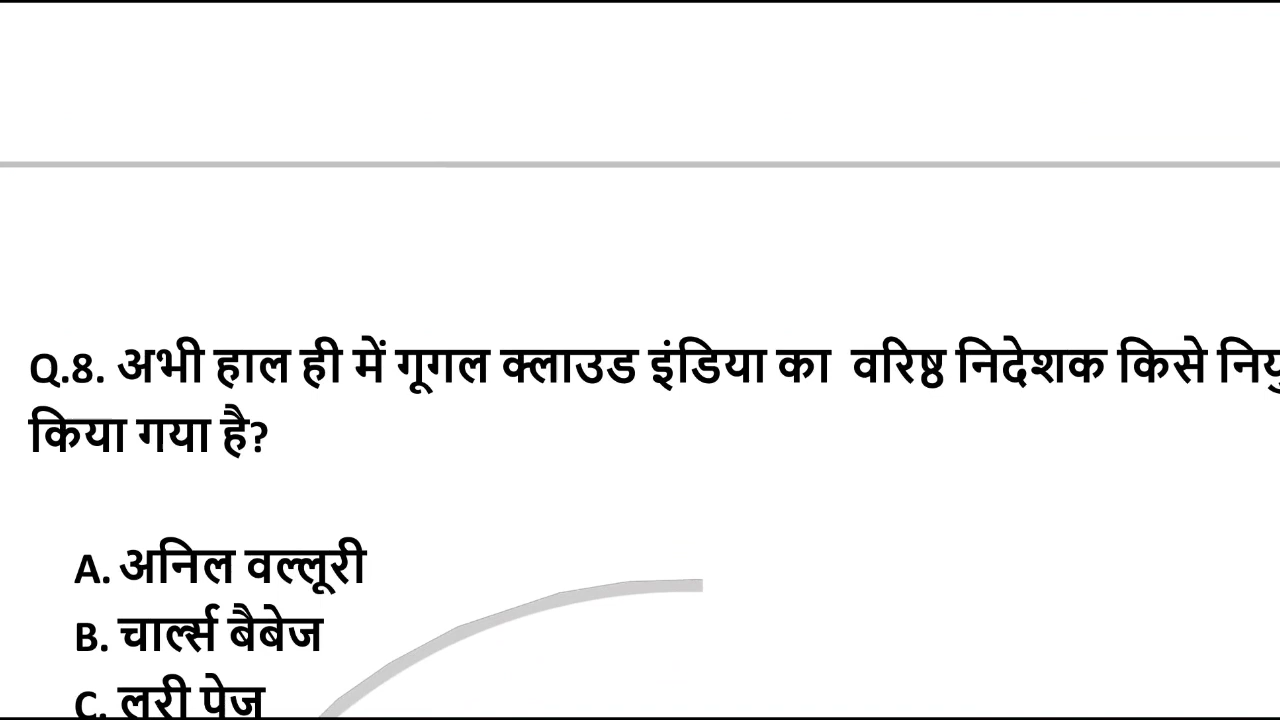 Q.8. अभी हाल ही में गूगल क्लाउड इंडिया का वरिष्ठ निदेशक किसे
किया गया है?
A. अनिल वल्लूरी
B. चार्ल्स बैबेज
C. लरी पेज